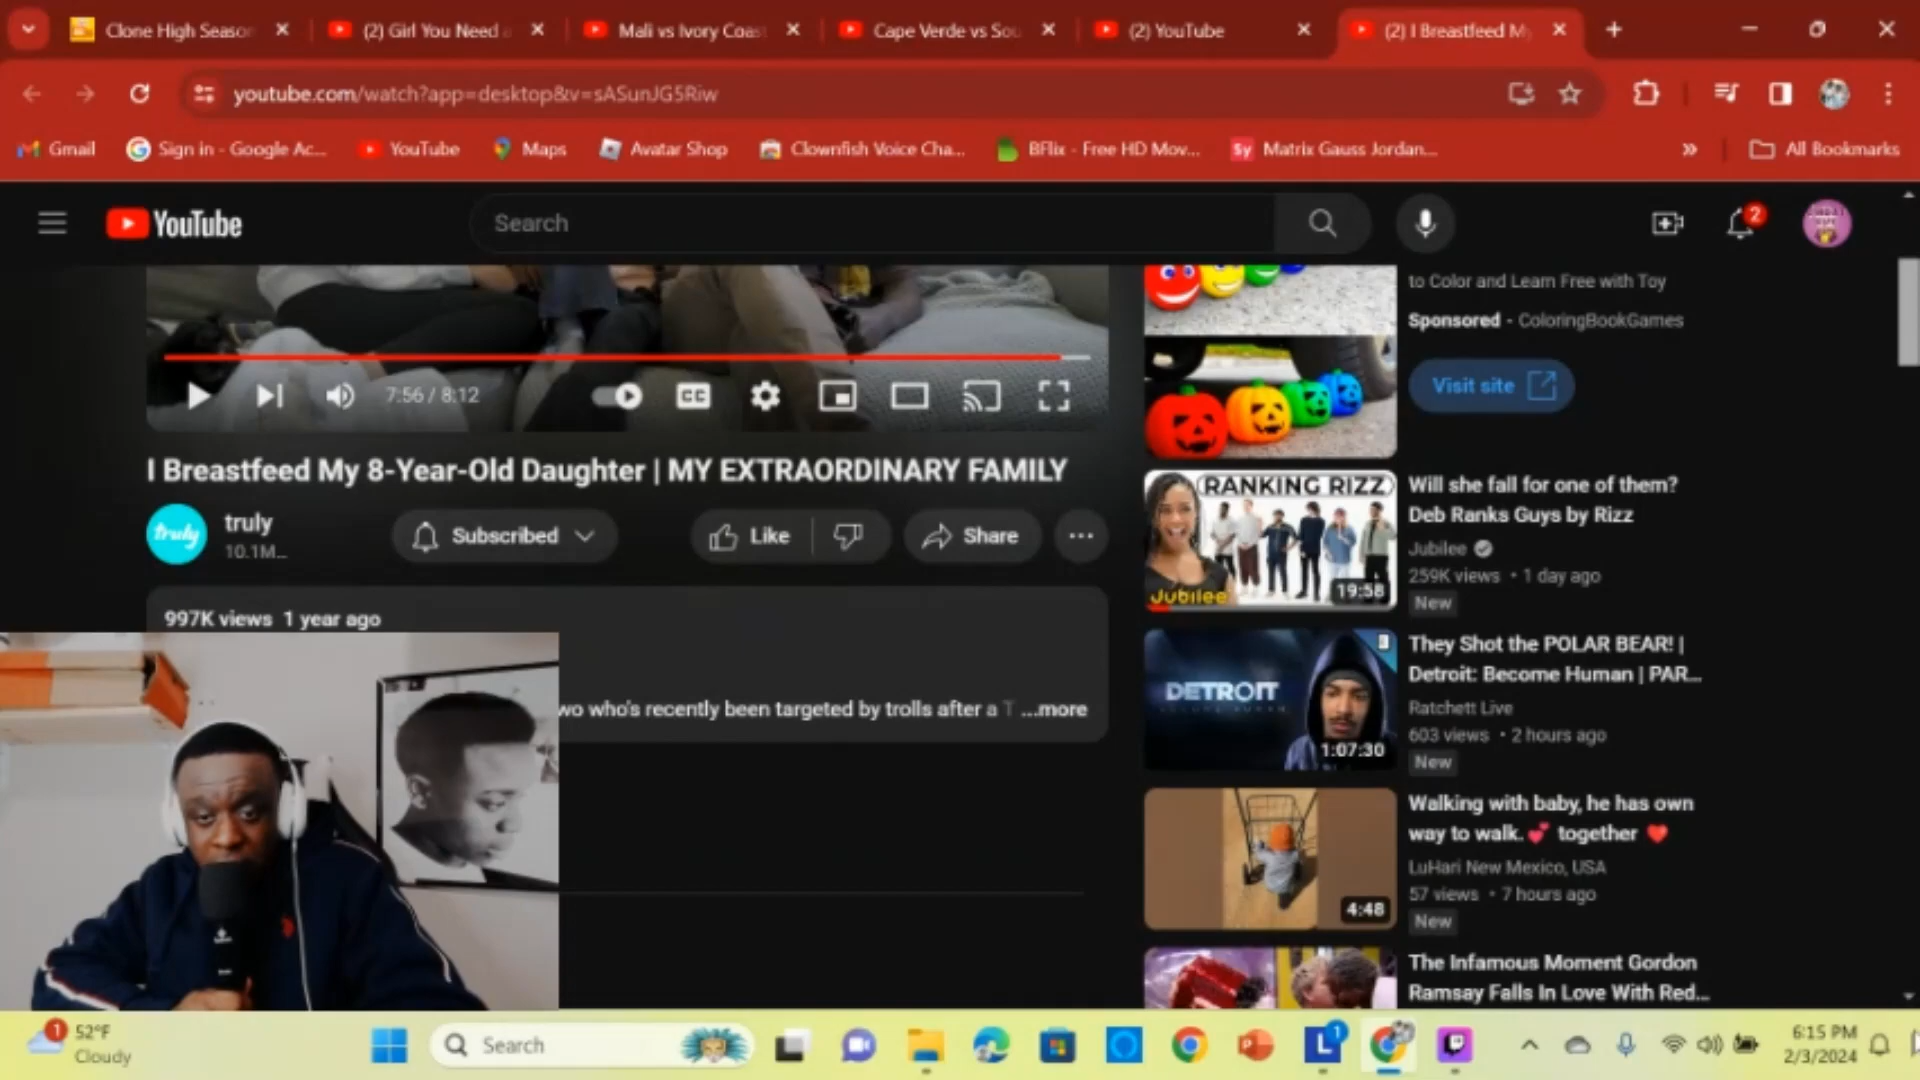 Clone High Season
(2) Girl You Need a
Mali vs Ivory Coast
Cape Verde vs Sou
(2) YouTube
(2) I Breastfeed My
youtube.com/watch?app=desktop&v=sASunJG5Riw
Gmail
Sign in - Google Ac...
YouTube
Maps
Avatar Shop
Clownfish Voice Cha...
BFlix - Free HD Mov...
Sy
Matrix Gauss Jordan...
All Bookmarks
YouTube
Search
2
to Color and Learn Free with Toy
Sponsored - ColoringBookGames
Visit site
7:56 / 8:12
CC
I Breastfeed My 8-Year-Old Daughter | MY EXTRAORDINARY FAMILY
truly
truly
10.1M...
Subscribed
Like
Share
997K views 1 year ago
wo who's recently been targeted by trolls after a T ...more
RANKING RIZZ
Jubilee
19:58
Will she fall for one of them?
Deb Ranks Guys by Rizz
Jubilee
259K views • 1 day ago
New
DETROIT
1:07:30
They Shot the POLAR BEAR! |
Detroit: Become Human | PAR...
Ratchett Live
603 views • 2 hours ago
New
4:48
Walking with baby, he has own
way to walk.💕 together ❤️
LuHari New Mexico, USA
57 views • 7 hours ago
New
The Infamous Moment Gordon
Ramsay Falls In Love With Red...
1
52°F
Cloudy
Search
L
1
6:15 PM
2/3/2024